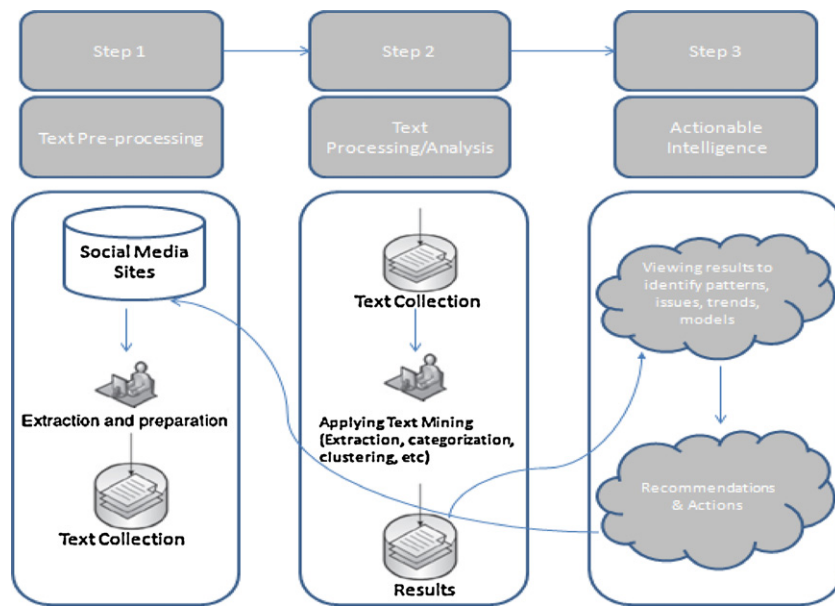 Step 1
Step 2
Step 3
Text Pre-processing
Text
Processing/Analysis
Actionable
Intelligence
Social Media
Sites
Extraction and preparation
Text Collection
Text Collection
Applying Text Mining
(Extraction, categorization,
clustering, etc)
Results
Viewing results to
identify patterns,
issues, trends,
models
Recommendations
& Actions